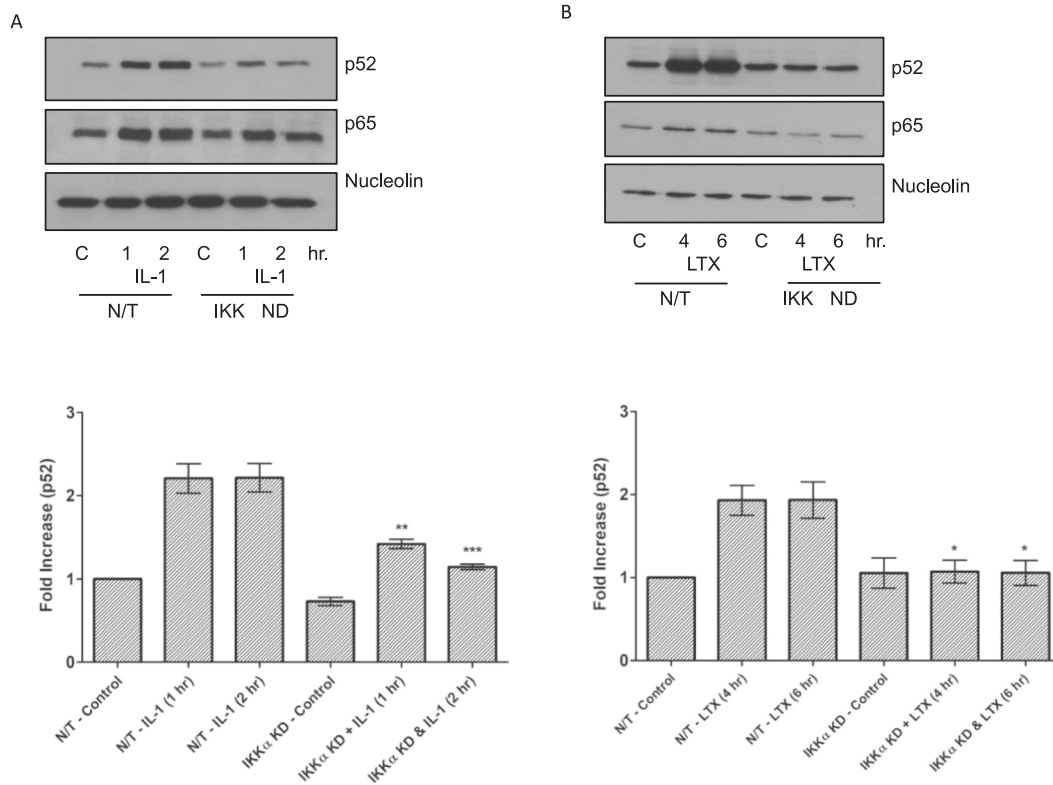 A
p52
p65
Nucleolin
C 1 2 C 1 2 hr.
IL-1 IL-1
N/T IKK ND
B
p52
p65
Nucleolin
C 4 6 C 4 6 hr.
LTX LTX
N/T IKK ND
Fold Increase (p52)
3
2
1
0
**
***
N/T - Control
N/T - IL-1 (1 hr)
N/T - IL-1 (2 hr)
IKKα KD - Control
IKKα KD + IL-1 (1 hr)
IKKα KD & IL-1 (2 hr)
Fold Increase (p52)
3
2
1
0
*
*
N/T - Control
N/T - LTX (4 hr)
N/T - LTX (6 hr)
IKKα KD - Control
IKKα KD + LTX (4 hr)
IKKα KD & LTX (6 hr)